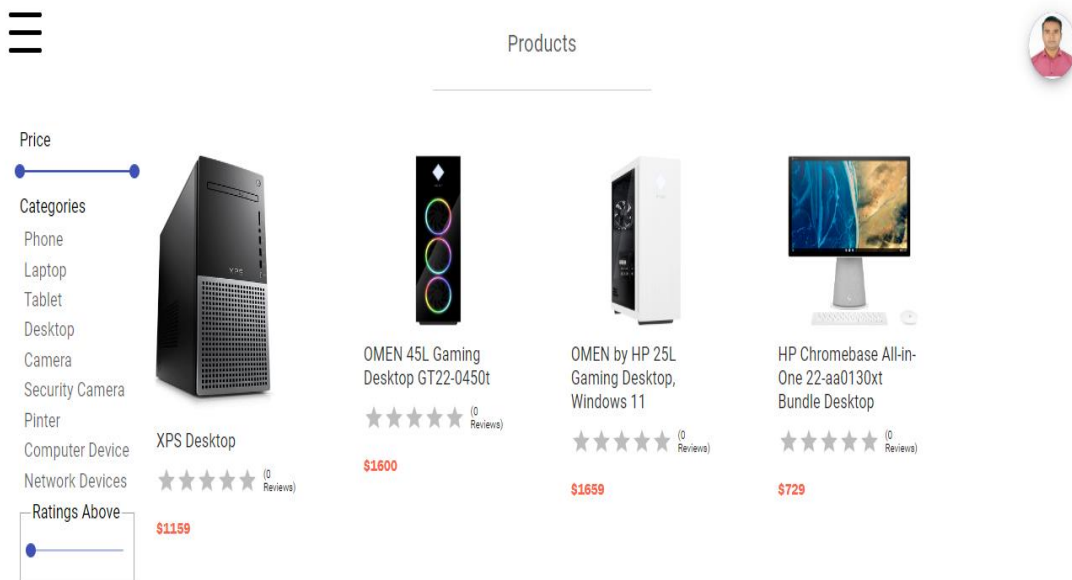 Products
Price
Categories
Phone
Laptop
Tablet
Desktop
Camera
Security Camera
Pinter
Computer Device
Network Devices
Ratings Above
XPS
XPS Desktop
(0
Reviews)
$1159
OMEN 45L Gaming
Desktop GT22-0450t
(0
Reviews)
$1600
OMEN by HP 25L
Gaming Desktop,
Windows 11
(0
Reviews)
$1659
HP Chromebase All-in-
One 22-aa0130xt
Bundle Desktop
(0
Reviews)
$729